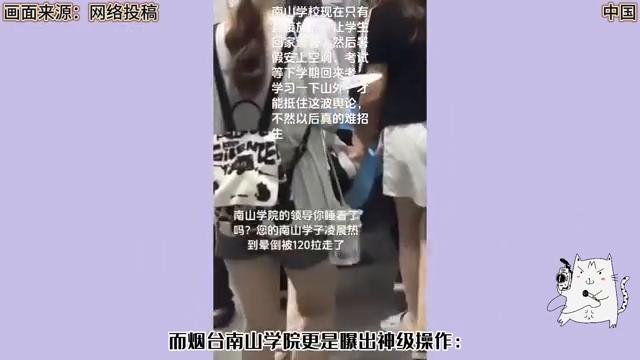 画面来源：网络投稿
中国
南山学校现在只有
让学生
回家
然后暑
假安上空调，考试
等下学期回来考，
学习一下山外，才
能抵住这波舆论，
不然以后真的难招
生
南山学院的领导你睡着了
吗？您的南山学子凌晨热
到晕倒被120拉走了
而烟台南山学院更是曝出神级操作：